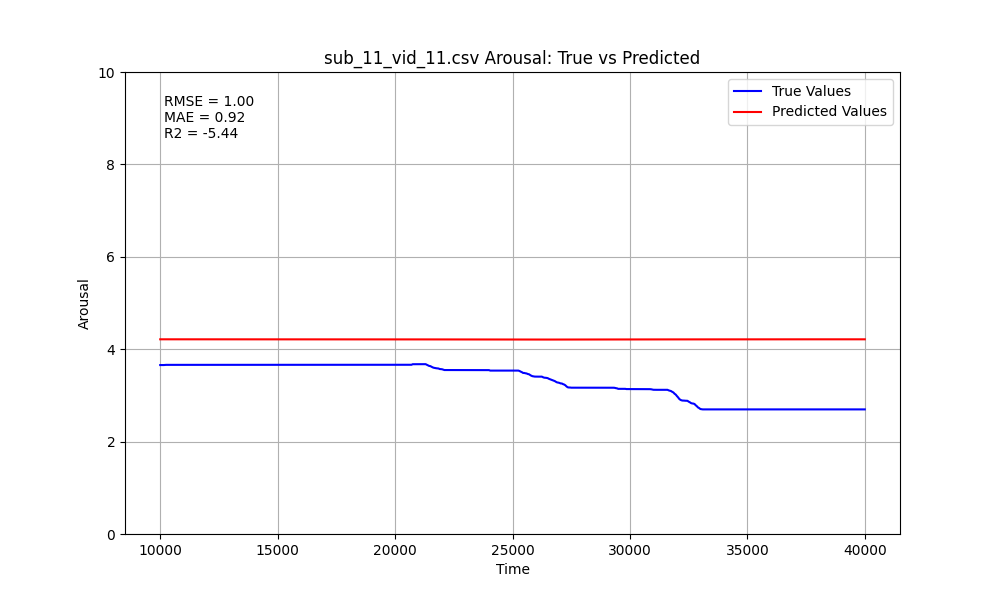 sub_11_vid_11.csv Arousal: True vs Predicted
RMSE = 1.00
MAE = 0.92
R2 = -5.44
True Values
Predicted Values
Arousal
10
8
6
4
2
0
10000
15000
20000
25000
30000
35000
40000
Time